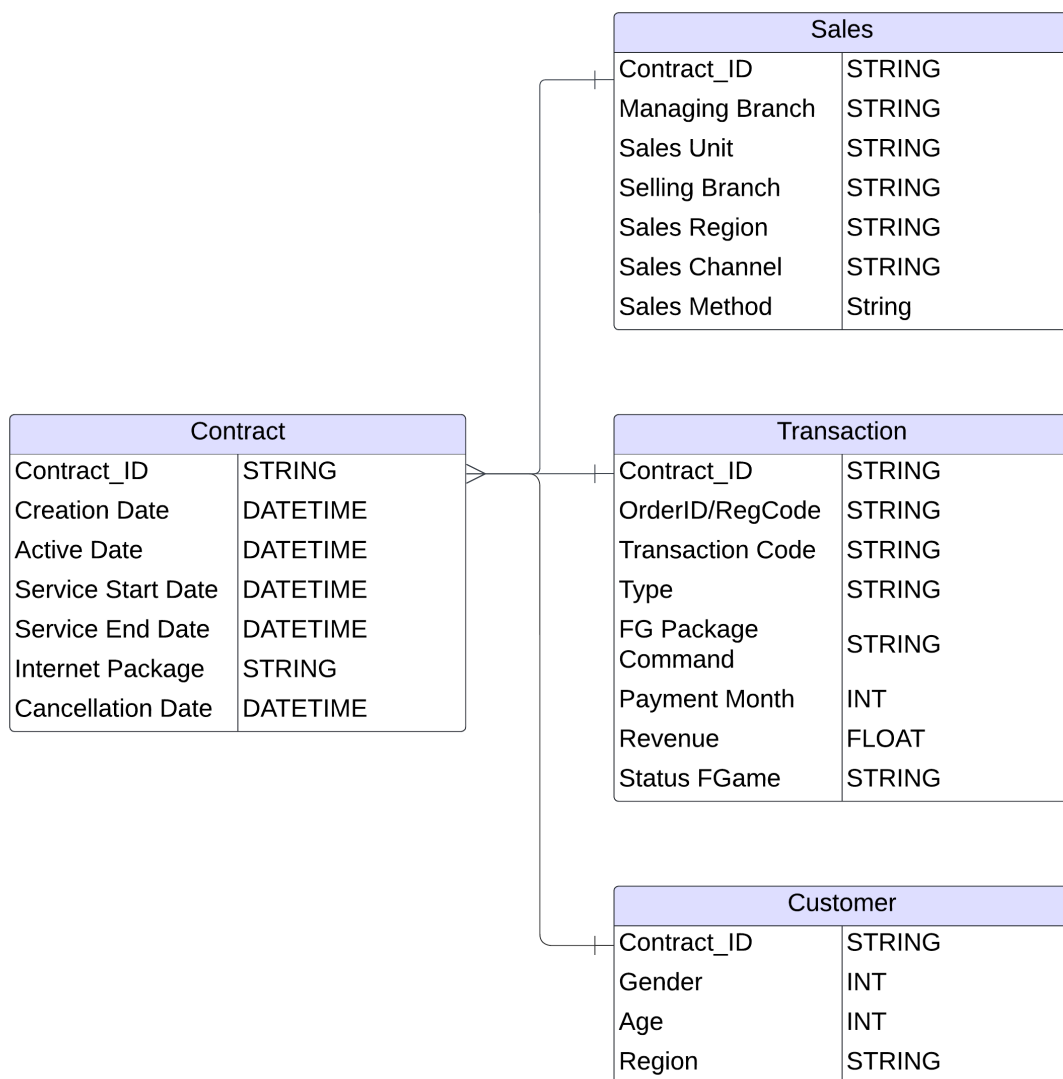 Sales
Contract_ID STRING
Managing Branch STRING
Sales Unit STRING
Selling Branch STRING
Sales Region STRING
Sales Channel STRING
Sales Method String
Contract
Contract_ID STRING
Creation Date DATETIME
Active Date DATETIME
Service Start Date DATETIME
Service End Date DATETIME
Internet Package STRING
Cancellation Date DATETIME
Transaction
Contract_ID STRING
OrderID/RegCode STRING
Transaction Code STRING
Type STRING
FG Package
Command STRING
Payment Month INT
Revenue FLOAT
Status FGame STRING
Customer
Contract_ID STRING
Gender INT
Age INT
Region STRING